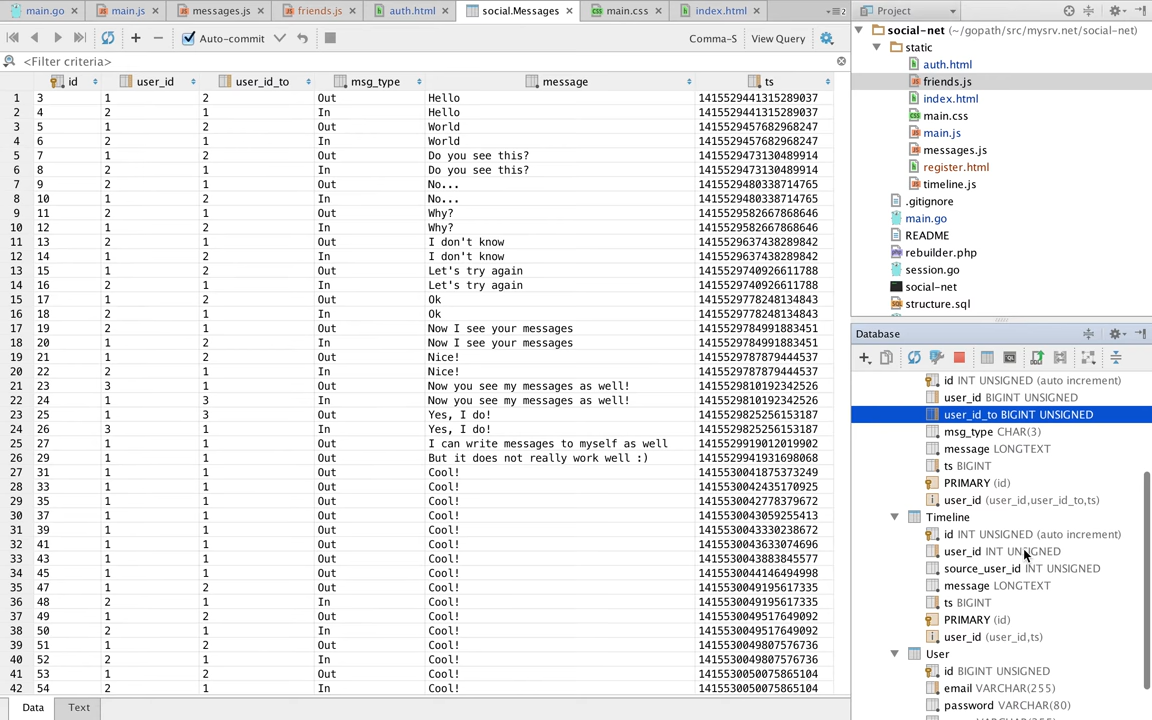 main.go main.js messages.js friends.js auth.html social.Messages main.css index.html
Auto-commit Comma-S View Query
<Filter criteria>
id user_id user_id_to msg_type message ts
1 3 1 2 Out Hello 1415529441315289037
2 4 2 1 In Hello 1415529441315289037
3 5 1 2 Out World 1415529457682968247
4 6 2 1 In World 1415529457682968247
5 7 1 2 Out Do you see this? 1415529473130489914
6 8 2 1 In Do you see this? 1415529473130489914
7 9 2 1 Out No... 1415529480338714765
8 10 1 2 In No... 1415529480338714765
9 11 2 1 Out Why? 1415529582667868646
10 12 1 2 In Why? 1415529582667868646
11 13 2 1 Out I don't know 1415529637438289842
12 14 1 2 In I don't know 1415529637438289842
13 15 1 2 Out Let's try again 1415529740926611788
14 16 2 1 In Let's try again 1415529740926611788
15 17 1 2 Out Ok 1415529778248134843
16 18 2 1 In Ok 1415529778248134843
17 19 2 1 Out Now I see your messages 1415529784991883451
18 20 1 2 In Now I see your messages 1415529784991883451
19 21 1 2 Out Nice! 1415529787879444537
20 22 2 1 In Nice! 1415529787879444537
21 23 3 1 Out Now you see my messages as well! 1415529810192342526
22 24 1 3 In Now you see my messages as well! 1415529810192342526
23 25 1 3 Out Yes, I do! 1415529825256153187
24 26 3 1 In Yes, I do! 1415529825256153187
25 27 1 1 Out I can write messages to myself as well 1415529919012019902
26 29 1 1 Out But it does not really work well :) 1415529941931698068
27 31 1 1 Out Cool! 1415530041875373249
28 33 1 1 Out Cool! 1415530042435170925
29 35 1 1 Out Cool! 1415530042778379672
30 37 1 1 Out Cool! 1415530043059255413
31 39 1 1 Out Cool! 1415530043330238672
32 41 1 1 Out Cool! 1415530043633074696
33 43 1 1 Out Cool! 1415530043883845577
34 45 1 1 Out Cool! 1415530044146494998
35 47 1 2 Out Cool! 1415530049195617335
36 48 2 1 In Cool! 1415530049195617335
37 49 1 2 Out Cool! 1415530049517649092
38 50 2 1 In Cool! 1415530049517649092
39 51 1 2 Out Cool! 1415530049807576736
40 52 2 1 In Cool! 1415530049807576736
41 53 1 2 Out Cool! 1415530050075865104
42 54 2 1 In Cool! 1415530050075865104
Data Text
Project
social-net (~/gopath/src/mysrv.net/social-net)
static
auth.html
friends.js
index.html
main.css
main.js
messages.js
register.html
timeline.js
.gitignore
main.go
README
rebuilder.php
session.go
social-net
structure.sql
Database
id INT UNSIGNED (auto increment)
user_id BIGINT UNSIGNED
user_id_to BIGINT UNSIGNED
msg_type CHAR(3)
message LONGTEXT
ts BIGINT
PRIMARY (id)
user_id (user_id,user_id_to,ts)
Timeline
id INT UNSIGNED (auto increment)
user_id INT UNSIGNED
source_user_id INT UNSIGNED
message LONGTEXT
ts BIGINT
PRIMARY (id)
user_id (user_id,ts)
User
id BIGINT UNSIGNED
email VARCHAR(255)
password VARCHAR(80)